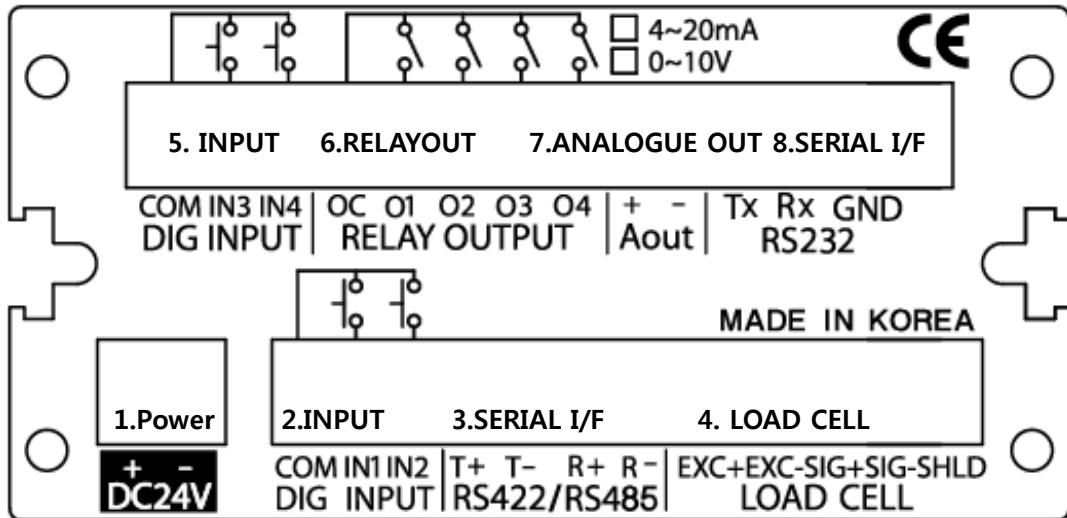 4~20mA
0~10V
CE
5. INPUT 6.RELAYOUT 7.ANALOGUE OUT 8.SERIAL I/F
COM IN3 IN4 OC O1 O2 O3 O4 + - Tx Rx GND
DIG INPUT RELAY OUTPUT Aout RS232
MADE IN KOREA
1.Power 2.INPUT 3.SERIAL I/F 4. LOAD CELL
+ - COM IN1 IN2 T+ T- R+ R- EXC+EXC-SIG+SIG-SHLD
DC24V DIG INPUT RS422/RS485 LOAD CELL